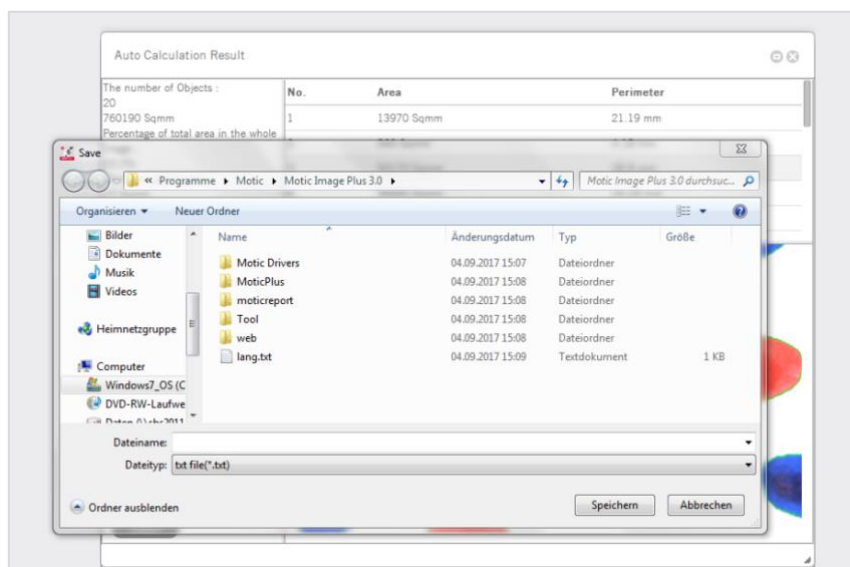 Auto Calculation Result
The number of Objects :
20
760190 Sqmm
Percentage of total area in the whole
No. Area Perimeter
1 13970 Sqmm 21.19 mm
Save
« Programme ▸ Motic ▸ Motic Image Plus 3.0 ▸
Motic Image Plus 3.0 durchsuc...
Organisieren Neuer Ordner
Bilder
Dokumente
Musik
Videos
Heimnetzgruppe
Computer
Windows7_OS (C
DVD-RW-Laufwe
Name Änderungsdatum Typ Größe
Motic Drivers 04.09.2017 15:07 Dateiordner
MoticPlus 04.09.2017 15:08 Dateiordner
moticreport 04.09.2017 15:08 Dateiordner
Tool 04.09.2017 15:08 Dateiordner
web 04.09.2017 15:08 Dateiordner
lang.txt 04.09.2017 15:09 Textdokument 1 KB
Dateiname:
Dateityp: txt file(*.txt)
Ordner ausblenden
Speichern Abbrechen